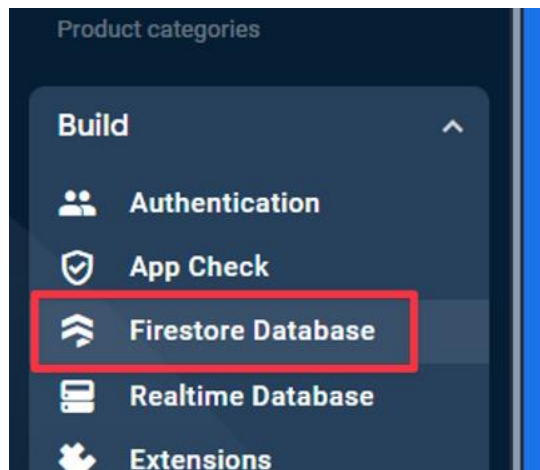 Product categories
Build
Authentication
App Check
Firestore Database
Realtime Database
Extensions